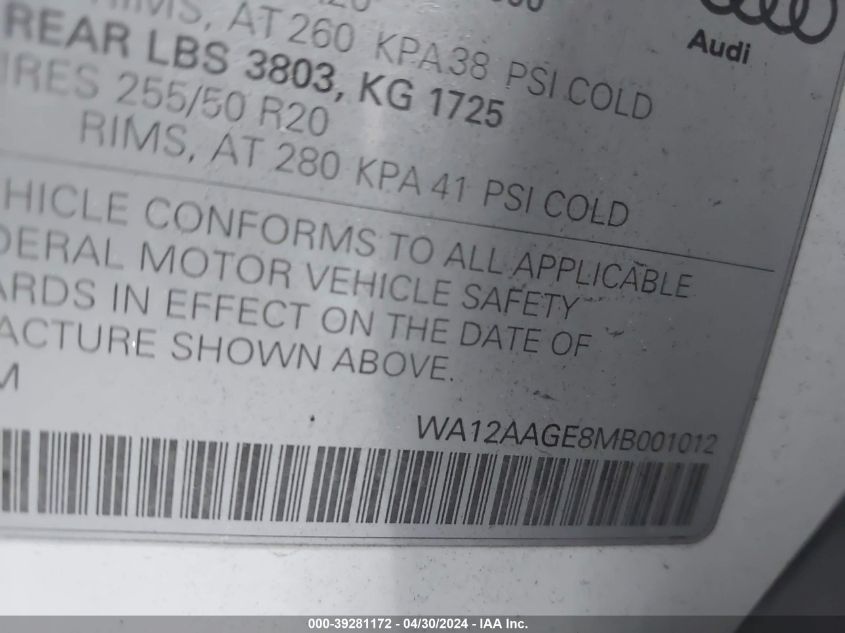 RIMS, AT 260 KPA 38 PSI COLD
Audi
REAR LBS 3803, KG 1725
IRES 255/50 R20
RIMS, AT 280 KPA 41 PSI COLD
HICLE CONFORMS TO ALL APPLICABLE
DERAL MOTOR VEHICLE SAFETY
ARDS IN EFFECT ON THE DATE OF
ACTURE SHOWN ABOVE.
M
WA12AAGE8MB001012
000-39281172 - 04/30/2024 - IAA Inc.